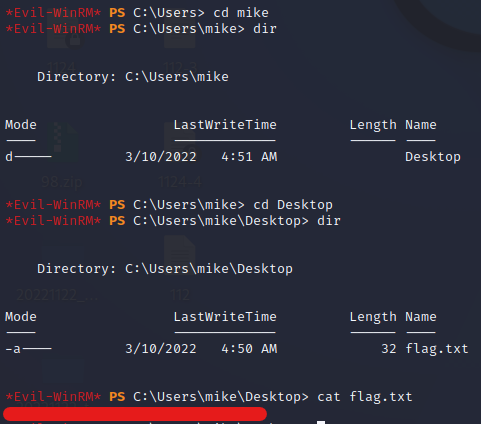 *Evil-WinRM* PS C:\Users> cd mike
*Evil-WinRM* PS C:\Users\mike> dir
Directory: C:\Users\mike
Mode LastWriteTime Length Name
---- ------------- ------ ----
d----- 3/10/2022 4:51 AM Desktop
*Evil-WinRM* PS C:\Users\mike> cd Desktop
*Evil-WinRM* PS C:\Users\mike\Desktop> dir
Directory: C:\Users\mike\Desktop
Mode LastWriteTime Length Name
---- ------------- ------ ----
-a---- 3/10/2022 4:50 AM 32 flag.txt
*Evil-WinRM* PS C:\Users\mike\Desktop> cat flag.txt